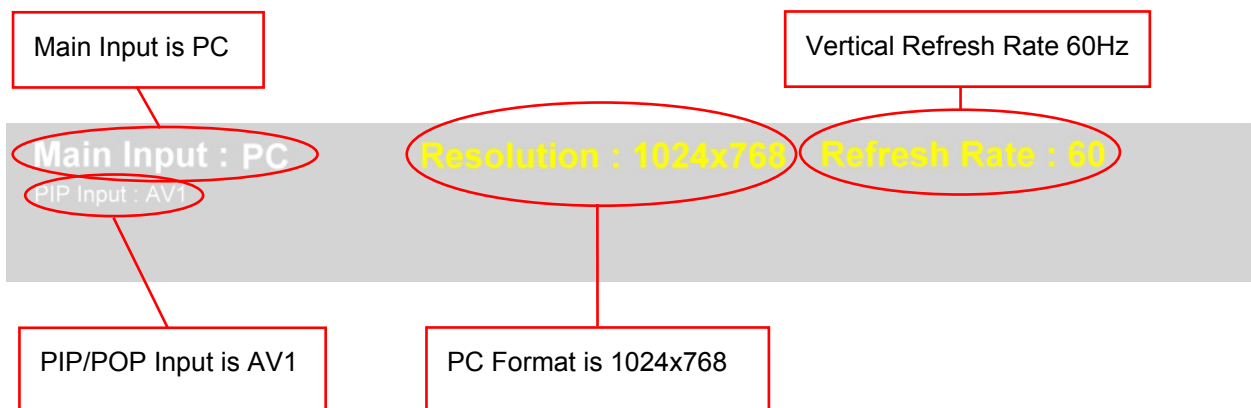 Main Input is PC
Vertical Refresh Rate 60Hz
Main Input : PC
Resolution : 1024x768
Refresh Rate : 60
PIP Input : AV1
PIP/POP Input is AV1
PC Format is 1024x768